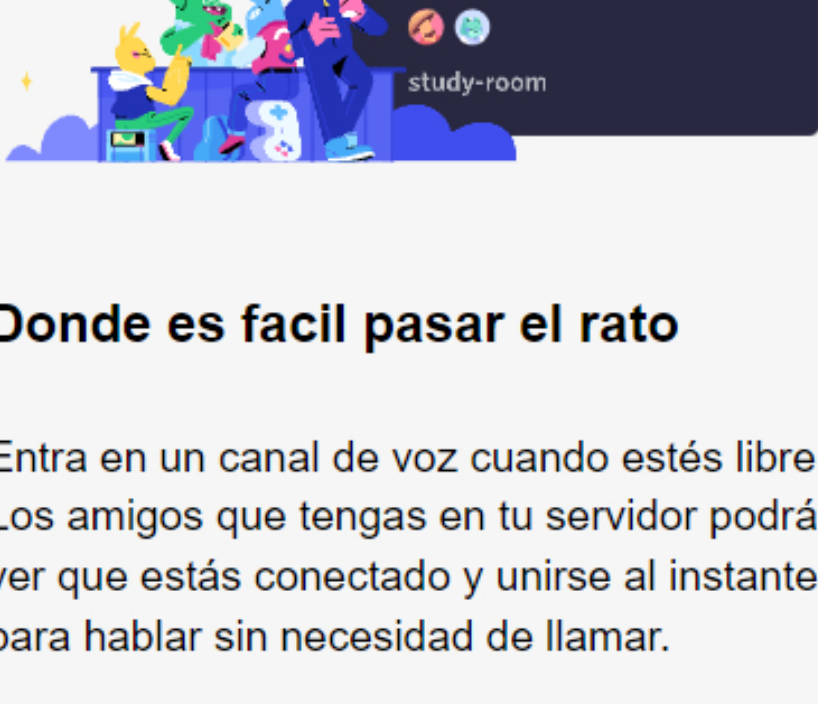 study-room
Donde es facil pasar el rato
Entra en un canal de voz cuando estés libre
Los amigos que tengas en tu servidor podrá
ver que estás conectado y unirse al instante
para hablar sin necesidad de llamar.